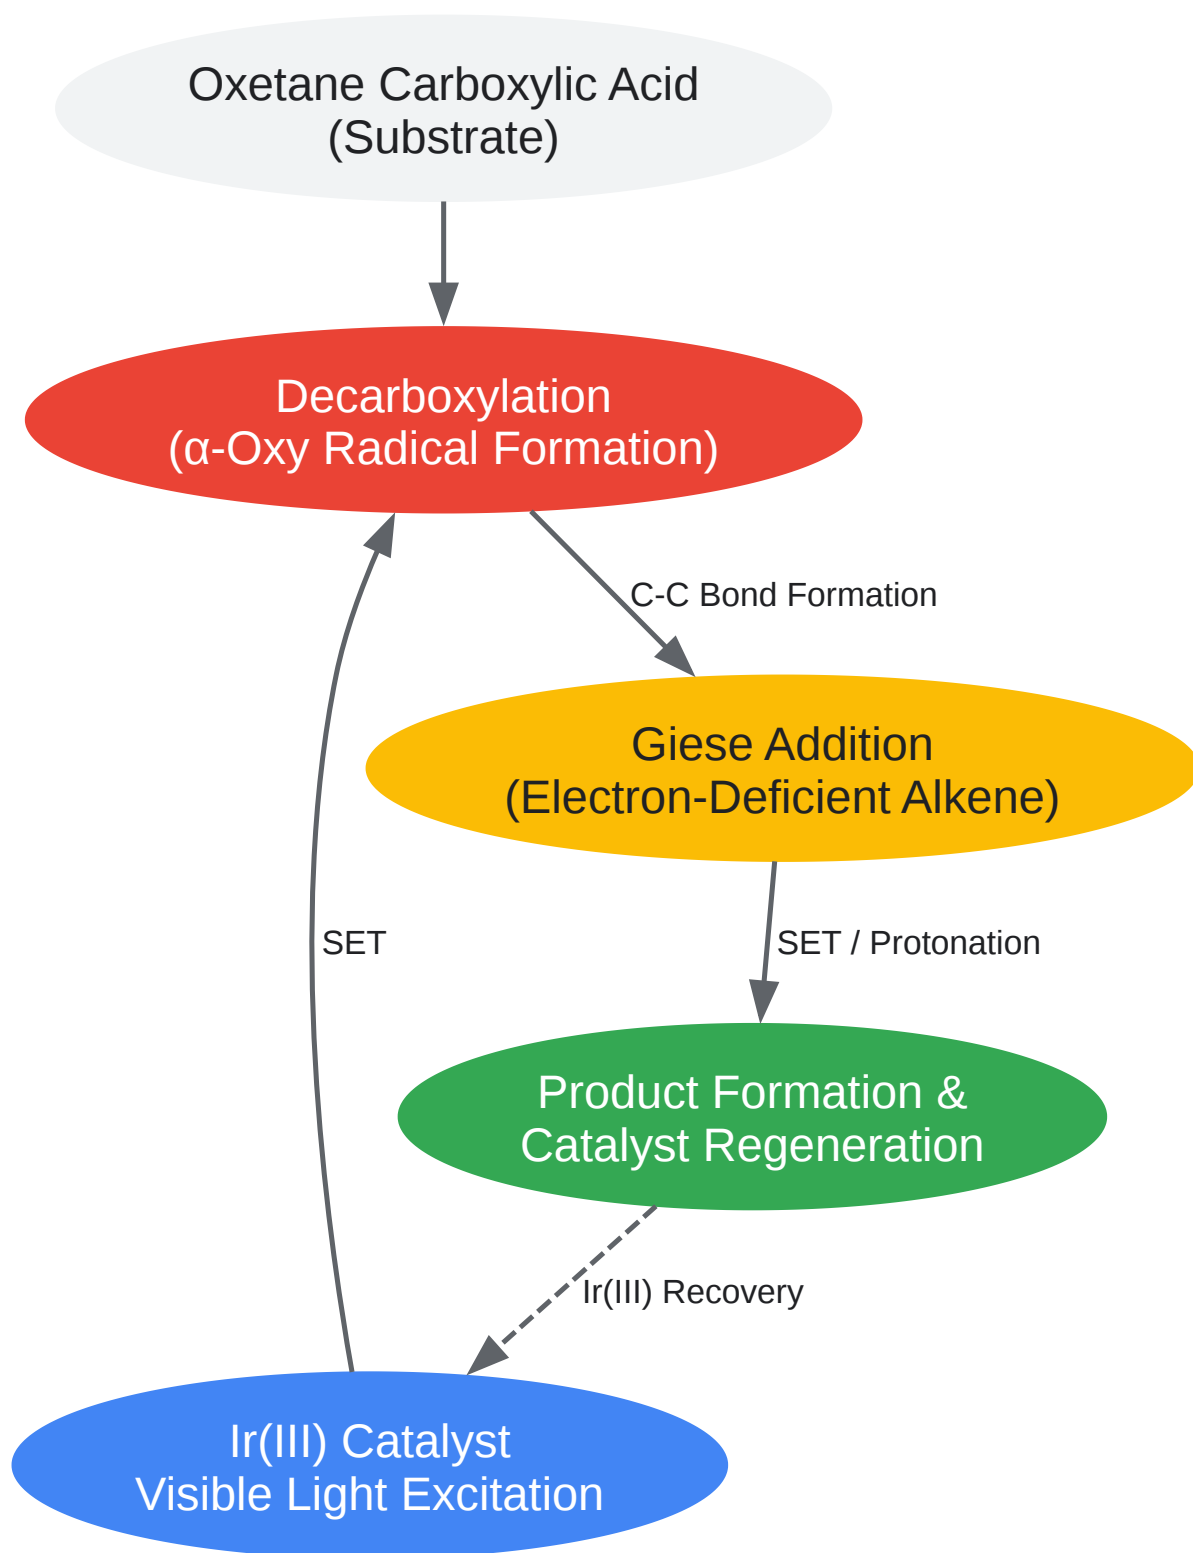 Oxetane Carboxylic Acid
(Substrate)
Decarboxylation
(α-Oxy Radical Formation)
C-C Bond Formation
Giese Addition
(Electron-Deficient Alkene)
SET
SET / Protonation
Product Formation &
Catalyst Regeneration
Ir(III) Recovery
Ir(III) Catalyst
Visible Light Excitation